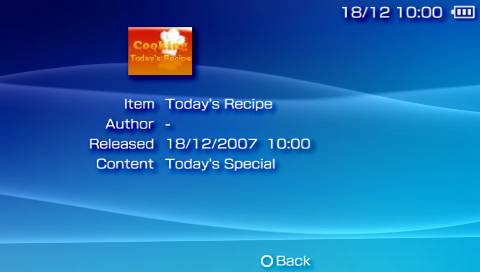 18/12 10:00
Cooking
Today's Recipe
Item Today's Recipe
Author -
Released 18/12/2007 10:00
Content Today's Special
Back